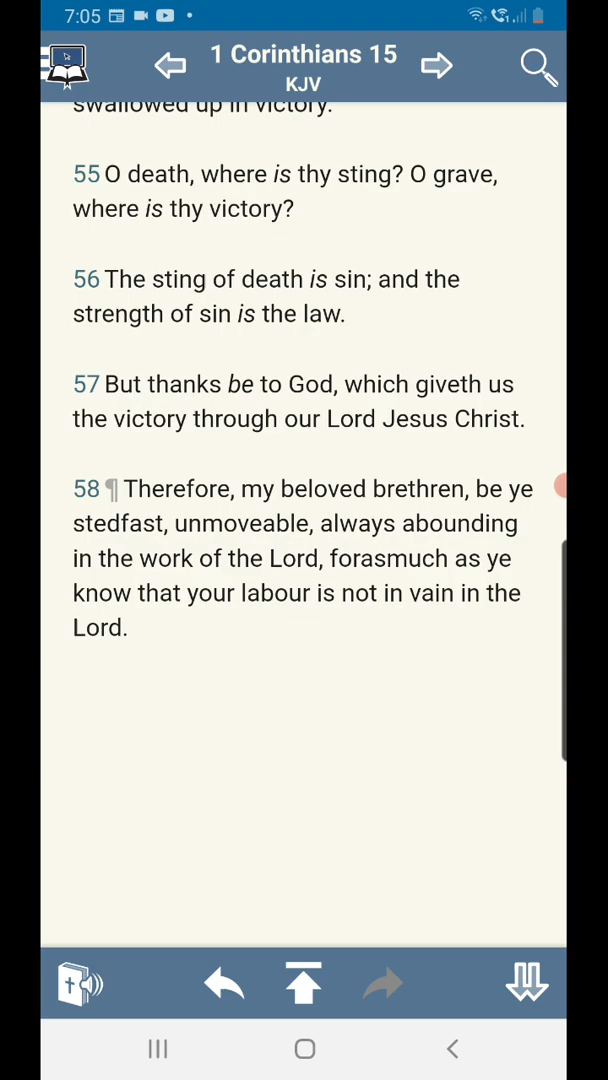 7:05
1 Corinthians 15
KJV
swallowed up in victory.
55 O death, where is thy sting? O grave,
where is thy victory?
56 The sting of death is sin; and the
strength of sin is the law.
57 But thanks be to God, which giveth us
the victory through our Lord Jesus Christ.
58 ¶ Therefore, my beloved brethren, be ye
stedfast, unmoveable, always abounding
in the work of the Lord, forasmuch as ye
know that your labour is not in vain in the
Lord.